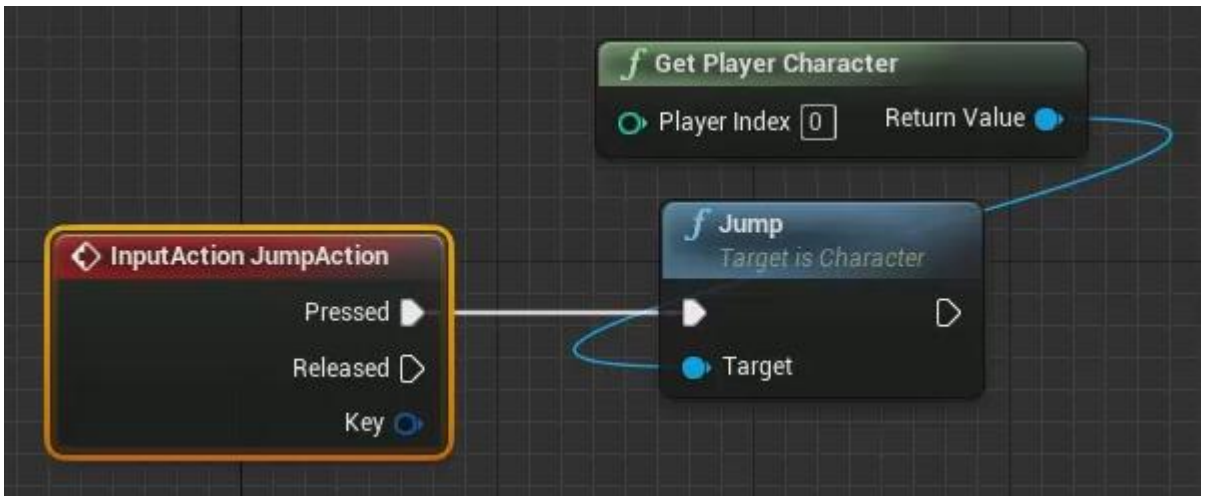 f Get Player Character
Player Index 0 Return Value
f Jump
Target is Character
InputAction JumpAction
Pressed
Released
Target
Key